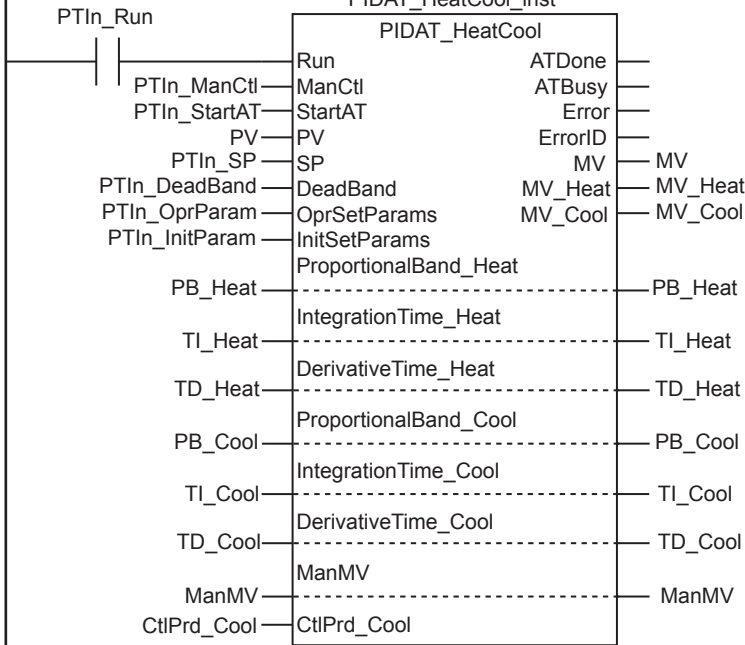 PIDAT_HeatCool_inst
PTIn_Run
PIDAT_HeatCool
Run ATDone
PTIn_ManCtl ManCtl ATBusy
PTIn_StartAT StartAT Error
PV PV ErrorID
PTIn_SP SP MV MV
PTIn_DeadBand DeadBand MV_Heat MV_Heat
PTIn_OprParam OprSetParams MV_Cool MV_Cool
PTIn_InitParam InitSetParams
ProportionalBand_Heat
PB_Heat PB_Heat
IntegrationTime_Heat
TI_Heat TI_Heat
DerivativeTime_Heat
TD_Heat TD_Heat
ProportionalBand_Cool
PB_Cool PB_Cool
IntegrationTime_Cool
TI_Cool TI_Cool
DerivativeTime_Cool
TD_Cool TD_Cool
ManMV
ManMV ManMV
CtlPrd_Cool CtlPrd_Cool